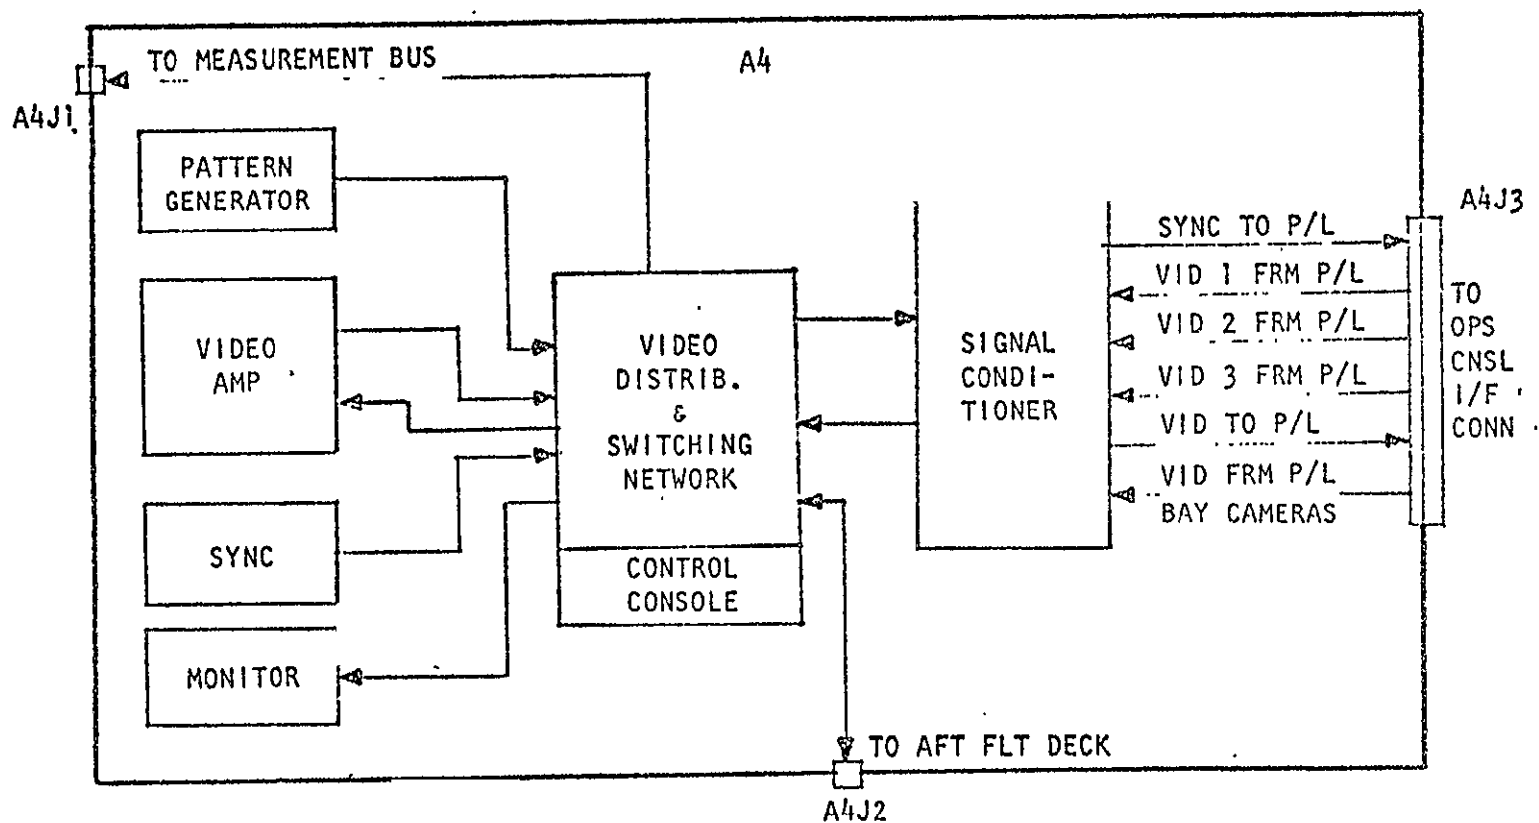 TO MEASUREMENT BUS
A4
A4J1
PATTERN
GENERATOR
VIDEO
AMP
SYNC
MONITOR
VIDEO
DISTRIB.
&
SWITCHING
NETWORK
CONTROL
CONSOLE
SIGNAL
CONDI-
TIONER
SYNC TO P/L
VID 1 FRM P/L
VID 2 FRM P/L
VID 3 FRM P/L
VID TO P/L
VID FRM P/L
BAY CAMERAS
A4J3
TO
OPS
CNSL
I/F
CONN
TO AFT FLT DECK
A4J2